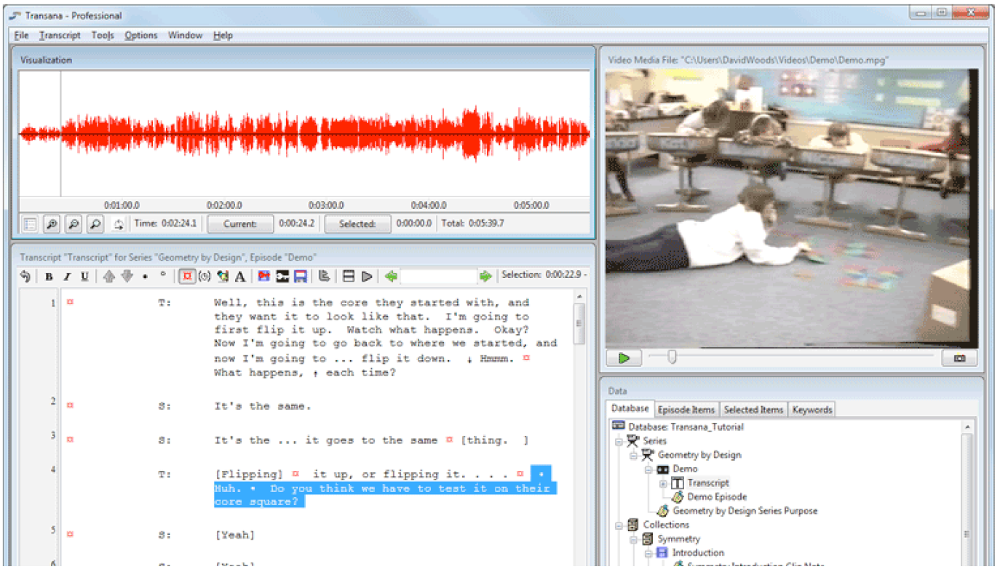 Transana - Professional
File Transcript Tools Options Window Help
Visualization
0:01:00.0 0:02:00.0 0:03:00.0 0:04:00.0 0:05:00.0
Time: 0:02:24.1 Current: 0:00:24.2 Selected: 0:00:00.0 Total: 0:05:39.7
Transcript "Transcript" for Series "Geometry by Design", Episode "Demo"
B I U A Selection: 0:00:22.9 -
1 T: Well, this is the core they started with, and
they want it to look like that. I'm going to
first flip it up. Watch what happens. Okay?
Now I'm going to go back to where we started, and
now I'm going to ... flip it down. ↓ Hmmm. ¤
What happens, ↑ each time?
2 ¤ S: It's the same.
3 ¤ S: It's the ... it goes to the same ¤ [thing. ]
4 T: [Flipping] ¤ it up, or flipping it. . . . . ¤ •
Huh. • Do you think we have to test it on their
core square?
5 ¤ S: [Yeah]
6 S: [Yeah]
Video Media File: "C:\Users\DavidWoods\Videos\Demo\Demo.mpg"
Katy
Data
Database Episode Items Selected Items Keywords
Database: Transana_Tutorial
Series
Geometry by Design
Demo
Transcript
Demo Episode
Geometry by Design Series Purpose
Collections
Symmetry
Introduction
Symmetry Introduction Clip Note